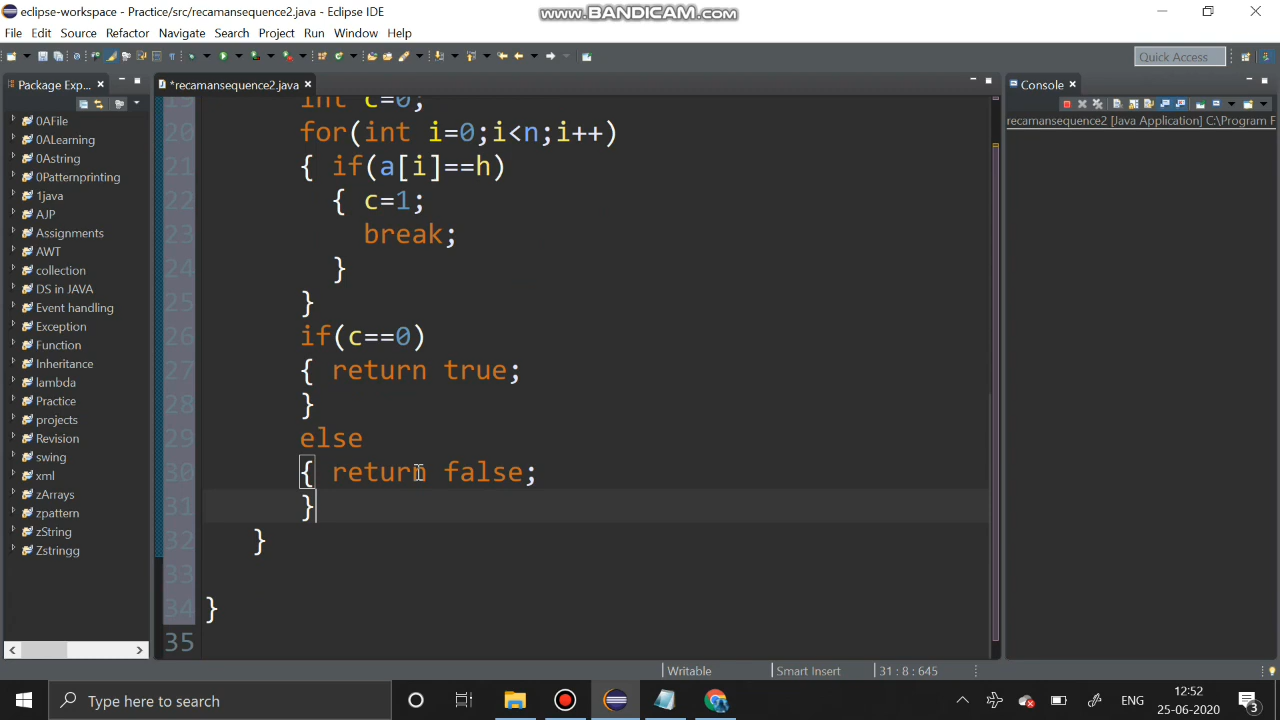 eclipse-workspace - Practice/src/recamansequence2.java - Eclipse IDE
www.BANDICAM.com
File Edit Source Refactor Navigate Search Project Run Window Help
Quick Access
Package Exp...
*recamansequence2.java
Console
recamansequence2 [Java Application] C:\Program F
0AFile
0ALearning
0Astring
0Patternprinting
1java
AJP
Assignments
AWT
collection
DS in JAVA
Event handling
Exception
Function
Inheritance
lambda
Practice
projects
Revision
swing
xml
zArrays
zpattern
zString
Zstringg
19 int c=0;
20 for(int i=0;i<n;i++)
21 { if(a[i]==h)
22 { c=1;
23 break;
24 }
25 }
26 if(c==0)
27 { return true;
28 }
29 else
30 { return false;
31 }
32 }
33
34 }
35
Writable Smart Insert 31 : 8 : 645
Type here to search
ENG
12:52
25-06-2020
3